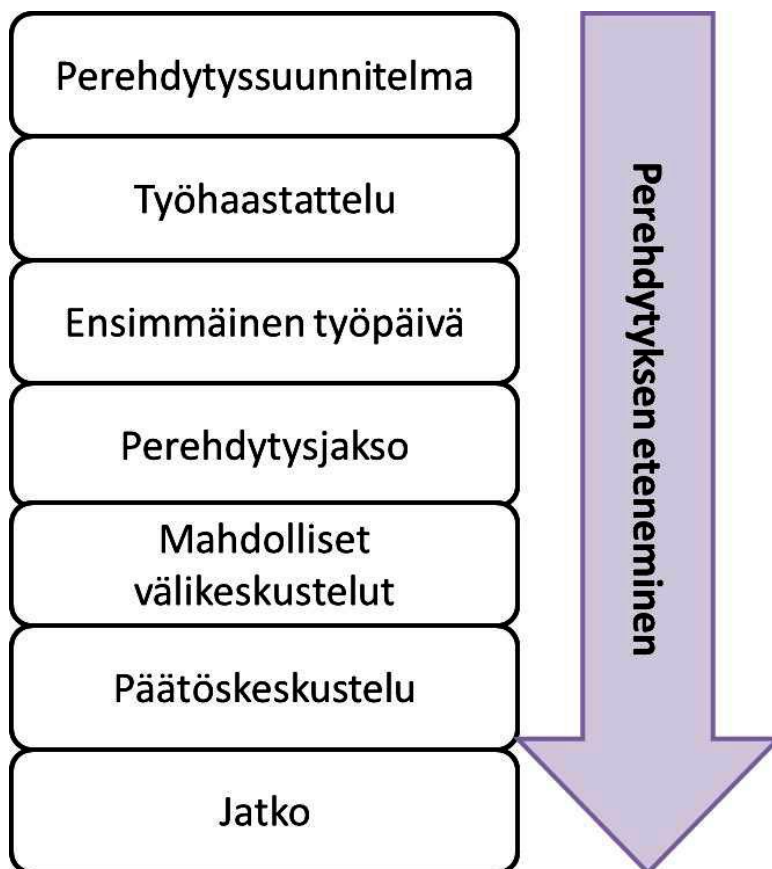 Perehdytyssuunnitelma
Työhaastattelu
Ensimmäinen työpäivä
Perehdytysjakso
Mahdolliset
välikeskustelut
Päätöskeskustelu
Jatko
Perehdytyksen eteneminen